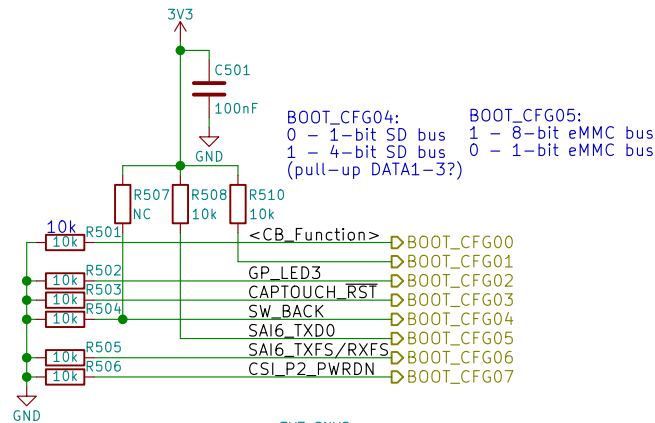 3V3
C501
100nF
GND
BOOT_CFG04:
0 - 1-bit SD bus
1 - 4-bit SD bus
(pull-up DATA1-3?)
BOOT_CFG05:
1 - 8-bit eMMC bus
0 - 1-bit eMMC bus
R507
NC
R508
10k
R510
10k
10k
R501
10k
<CB_Function>
BOOT_CFG00
BOOT_CFG01
R502
10k
GP_LED3
BOOT_CFG02
R503
10k
CAPTOUCH_RST
BOOT_CFG03
R504
10k
SW_BACK
BOOT_CFG04
SAI6_TXD0
BOOT_CFG05
R505
10k
SAI6_TXFS/RXFS
BOOT_CFG06
R506
10k
CSI_P2_PWRDN
BOOT_CFG07
GND